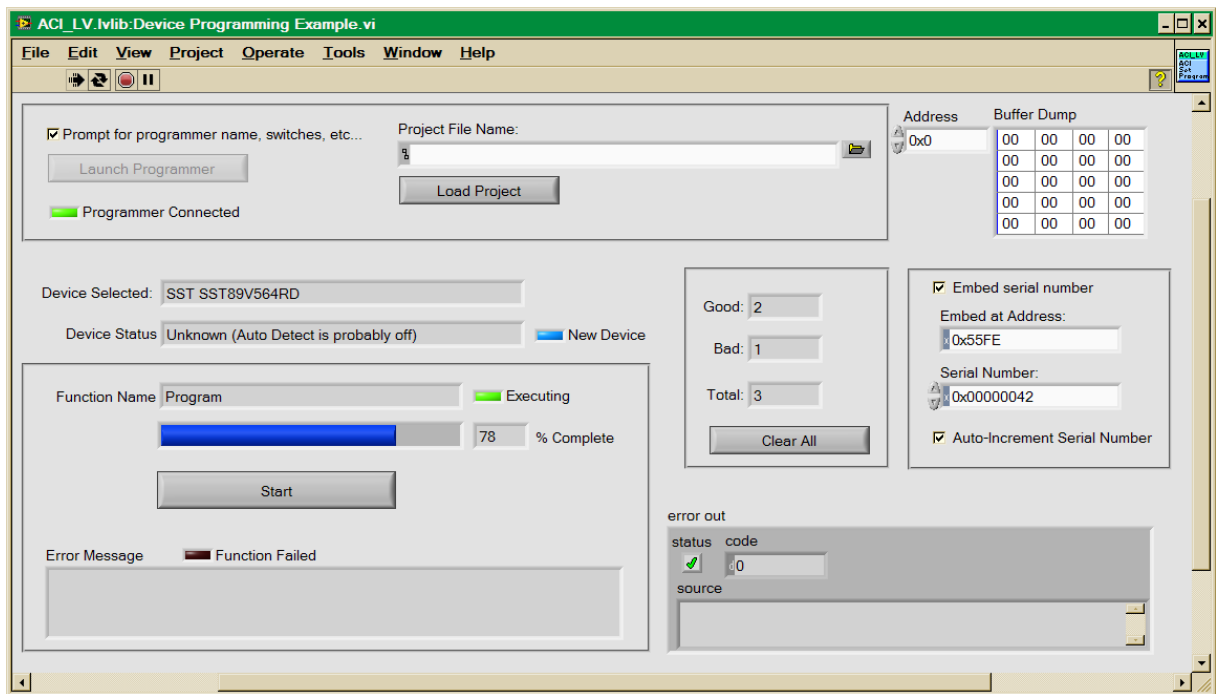 ACI_LV.lvlib:Device Programming Example.vi
File Edit View Project Operate Tools Window Help
ACI_LV
ACI
Set
Program
Prompt for programmer name, switches, etc...
Launch Programmer
Programmer Connected
Project File Name:
Load Project
Address
0x0
Buffer Dump
00 00 00 00
00 00 00 00
00 00 00 00
00 00 00 00
00 00 00 00
Device Selected: SST SST89V564RD
Device Status Unknown (Auto Detect is probably off) New Device
Function Name Program Executing
78 % Complete
Start
Error Message Function Failed
Good: 2
Bad: 1
Total: 3
Clear All
Embed serial number
Embed at Address:
x 0x55FE
Serial Number:
x 0x00000042
Auto-Increment Serial Number
error out
status code
d 0
source